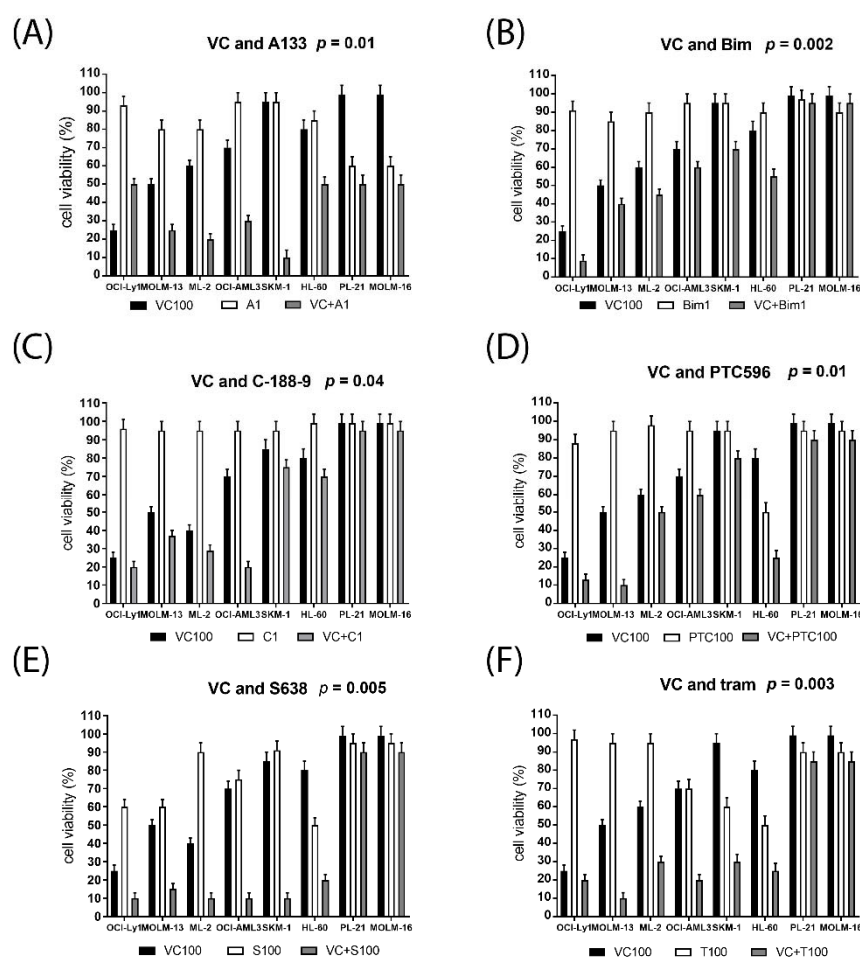 (A)
VC and A133 p = 0.01
cell viability (%)
110
100
90
80
70
60
50
40
30
20
10
0
OCI-Ly1 MOLM-13 ML-2 OCI-AML3 SKM-1 HL-60 PL-21 MOLM-16
VC100 A1 VC+A1
(B)
VC and Bim p = 0.002
cell viability (%)
110
100
90
80
70
60
50
40
30
20
10
0
OCI-Ly1 MOLM-13 ML-2 OCI-AML3 SKM-1 HL-60 PL-21 MOLM-16
VC100 Bim1 VC+Bim1
(C)
VC and C-188-9 p = 0.04
cell viability (%)
110
100
90
80
70
60
50
40
30
20
10
0
OCI-Ly1 MOLM-13 ML-2 OCI-AML3 SKM-1 HL-60 PL-21 MOLM-16
VC100 C1 VC+C1
(D)
VC and PTC596 p = 0.01
cell viability (%)
110
100
90
80
70
60
50
40
30
20
10
0
OCI-Ly1 MOLM-13 ML-2 OCI-AML3 SKM-1 HL-60 PL-21 MOLM-16
VC100 PTC100 VC+PTC100
(E)
VC and S638 p = 0.005
cell viability (%)
110
100
90
80
70
60
50
40
30
20
10
0
OCI-Ly1 MOLM-13 ML-2 OCI-AML3 SKM-1 HL-60 PL-21 MOLM-16
VC100 S100 VC+S100
(F)
VC and tram p = 0.003
cell viability (%)
110
100
90
80
70
60
50
40
30
20
10
0
OCI-Ly1 MOLM-13 ML-2 OCI-AML3 SKM-1 HL-60 PL-21 MOLM-16
VC100 T100 VC+T100